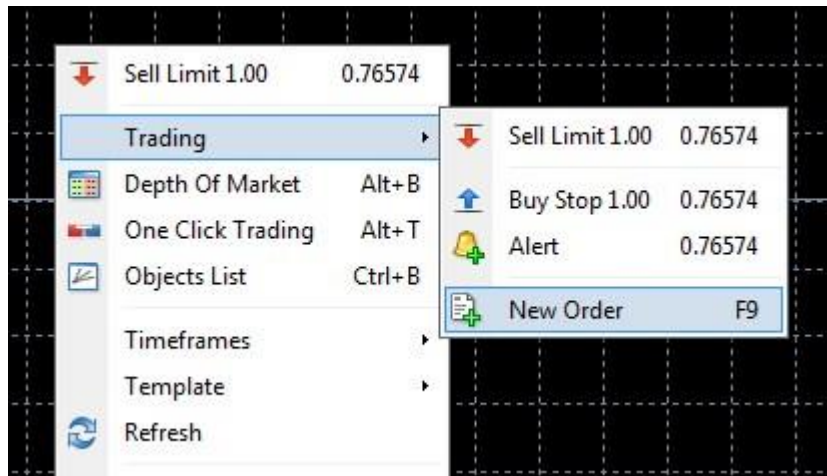 Sell Limit 1.00 0.76574
Trading
Depth Of Market Alt+B
One Click Trading Alt+T
Objects List Ctrl+B
Timeframes
Template
Refresh
Sell Limit 1.00 0.76574
Buy Stop 1.00 0.76574
Alert 0.76574
New Order F9